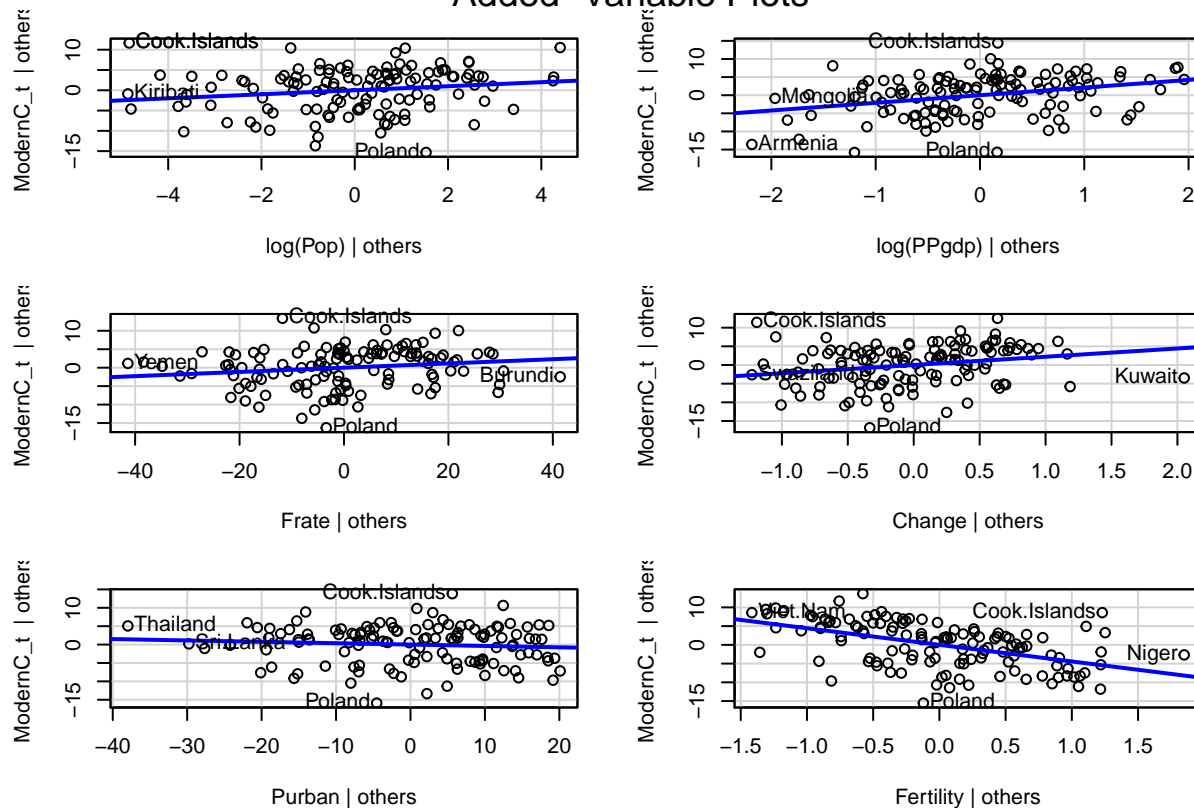 Added−Variable Plots
ModernC_t | others
10
0
−15
Cook.Islands
Kiribati
Poland
−4 −2 0 2 4
log(Pop) | others
ModernC_t | others
10
0
−15
Cook.Islands
Mongolia
Armenia
Poland
−2 −1 0 1 2
log(PPgdp) | others
ModernC_t | others
10
0
−15
Cook.Islands
Yemen
Burundi
Poland
−40 −20 0 20 40
Frate | others
ModernC_t | others
10
0
−15
Cook.Islands
Swaziland
Kuwait
Poland
−1.0 −0.5 0.0 0.5 1.0 1.5 2.0
Change | others
ModernC_t | others
10
0
−15
Cook.Islands
Thailand
Sri.Lanka
Poland
−40 −30 −20 −10 0 10 20
Purban | others
ModernC_t | others
10
0
−15
Viet.Nam
Cook.Islands
Niger
Poland
−1.5 −1.0 −0.5 0.0 0.5 1.0 1.5
Fertility | others